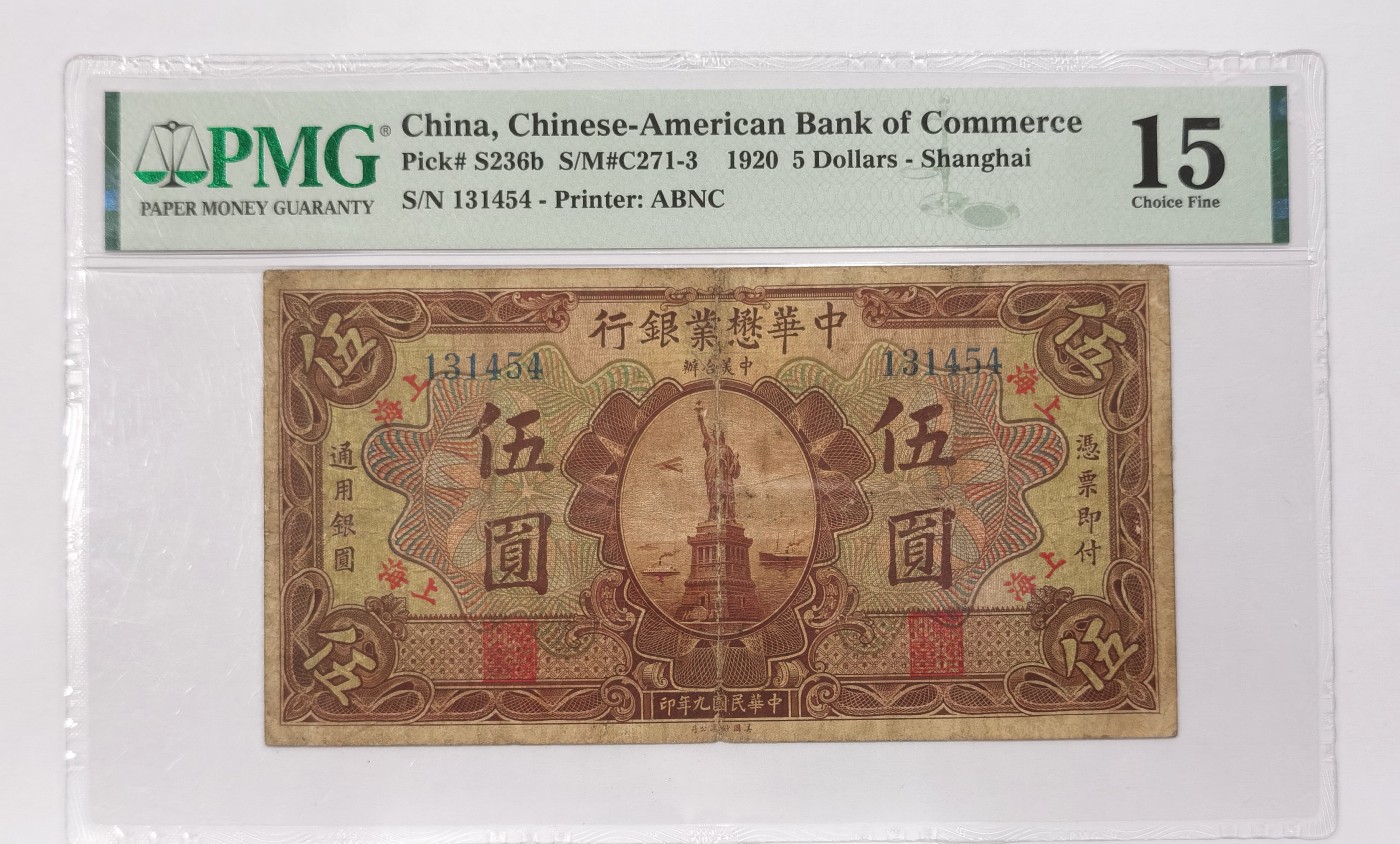 PMG®
PAPER MONEY GUARANTY
China, Chinese-American Bank of Commerce
Pick# S236b S/M#C271-3 1920 5 Dollars - Shanghai
S/N 131454 - Printer: ABNC
15
Choice Fine
PMG
伍
伍
中華懋業銀行
中美合辦
131454
131454
上海
上海
憑票即付
伍圓
伍圓
通用銀圓
上海
上海
伍
伍
中華民國九年印